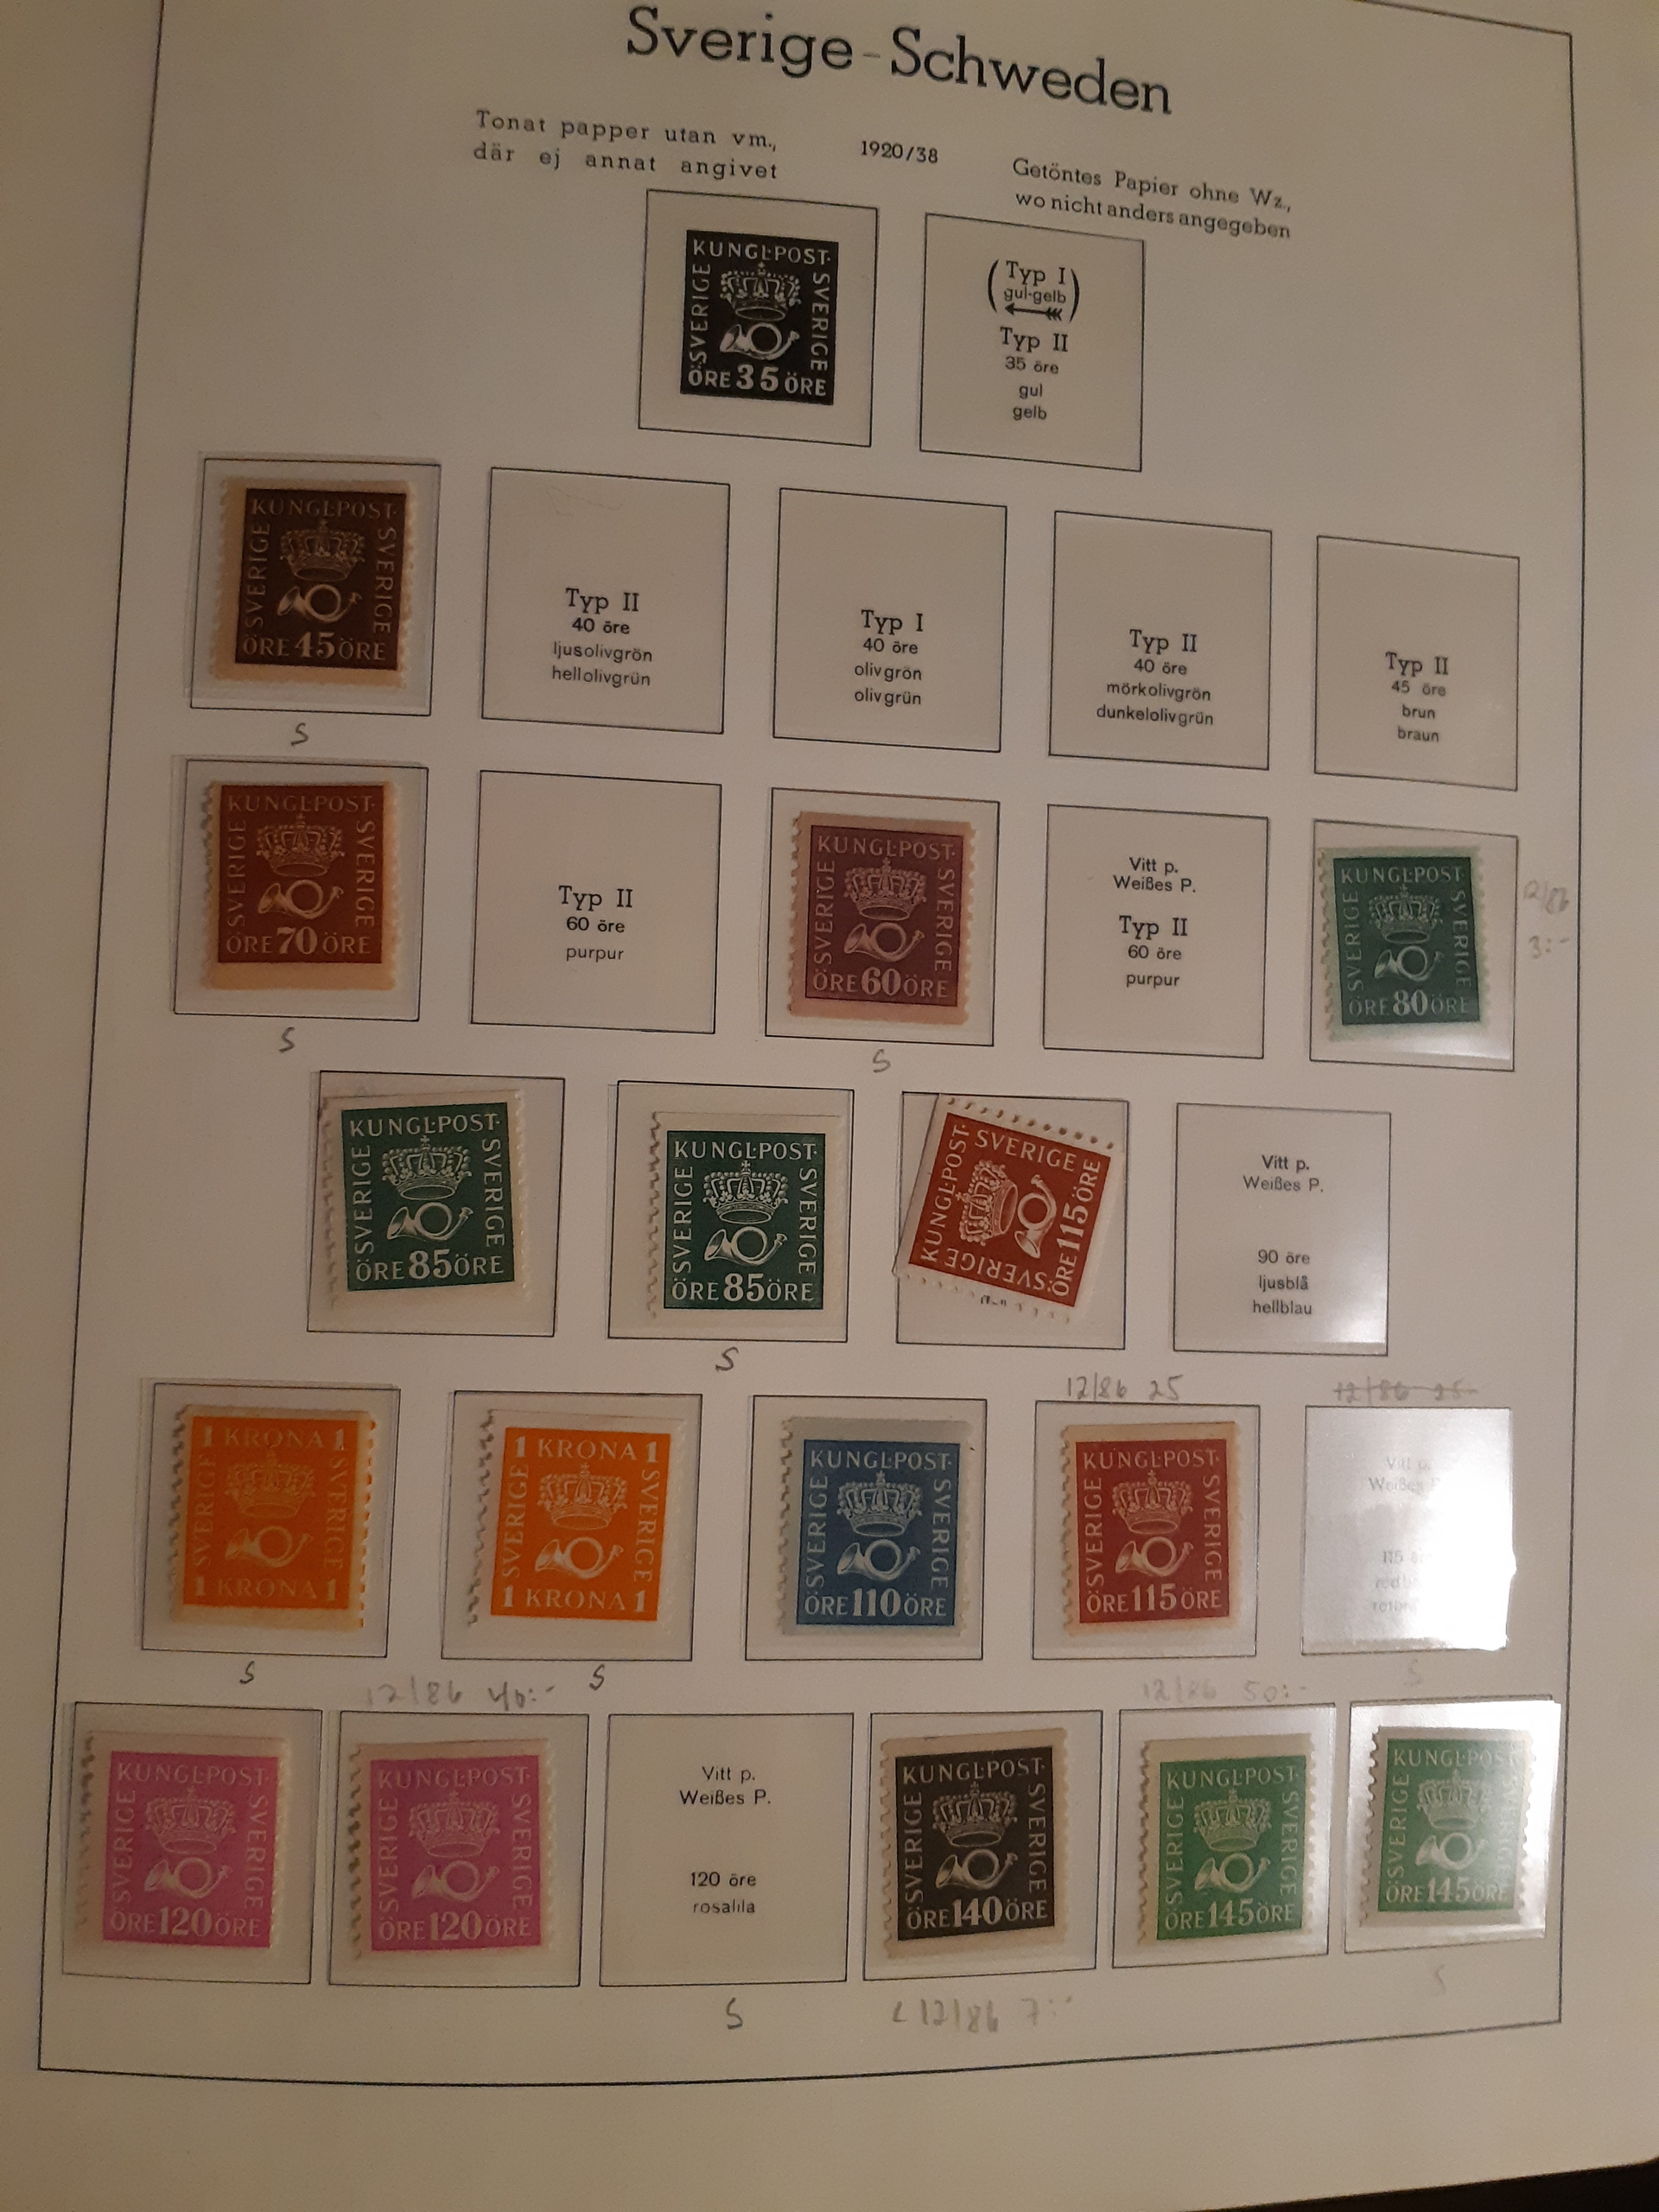 Sverige-Schweden
Tonat papper utan vm.,
där ej annat angivet
1920/38
Getöntes Papier ohne Wz.,
wo nicht anders angegeben
KUNGL·POST·
SVERIGE
SVERIGE
ÖRE 35 ÖRE
(Typ I)
gul-gelb
Typ II
35 öre
gul
gelb
KUNGL·POST·
SVERIGE
SVERIGE
ÖRE 45 ÖRE
S
Typ II
40 öre
ljusolivgrön
hellolivgrün
Typ I
40 öre
olivgrön
olivgrün
Typ II
40 öre
mörkolivgrön
dunkelolivgrün
Typ II
45 öre
brun
braun
KUNGL·POST·
SVERIGE
SVERIGE
ÖRE 70 ÖRE
S
Typ II
60 öre
purpur
KUNGL·POST·
SVERIGE
SVERIGE
ÖRE 60 ÖRE
S
Vitt p.
Weißes P.
Typ II
60 öre
purpur
KUNGL·POST
SVERIGE
SVERIGE
ÖRE 80 ÖRE
12/86
3:-
KUNGL·POST·
SVERIGE
SVERIGE
ÖRE 85 ÖRE
KUNGL·POST·
SVERIGE
SVERIGE
ÖRE 85 ÖRE
S
KUNGL·POST·
SVERIGE
SVERIGE
ÖRE 115 ÖRE
Vitt p.
Weißes P.
90 öre
ljusblå
hellblau
12/86 25
12/86 25-
1 KRONA 1
SVERIGE
SVERIGE
1 KRONA 1
S
1 KRONA 1
SVERIGE
SVERIGE
1 KRONA 1
S
KUNGL·POST·
SVERIGE
SVERIGE
ÖRE 110 ÖRE
KUNGL·POST·
SVERIGE
SVERIGE
ÖRE 115 ÖRE
Vitt p.
Weißes
115
S
12/86 40:-
12/86 50:-
KUNGL·POST·
SVERIGE
SVERIGE
ÖRE 120 ÖRE
KUNGL·POST·
SVERIGE
SVERIGE
ÖRE 120 ÖRE
Vitt p.
Weißes P.
120 öre
rosalila
S
KUNGL·POST·
SVERIGE
SVERIGE
ÖRE 140 ÖRE
12/86 7:-
KUNGL·POST·
SVERIGE
SVERIGE
ÖRE 145 ÖRE
KUNGL·POST
SVERIGE
SVERIGE
ÖRE 145 ÖRE
S